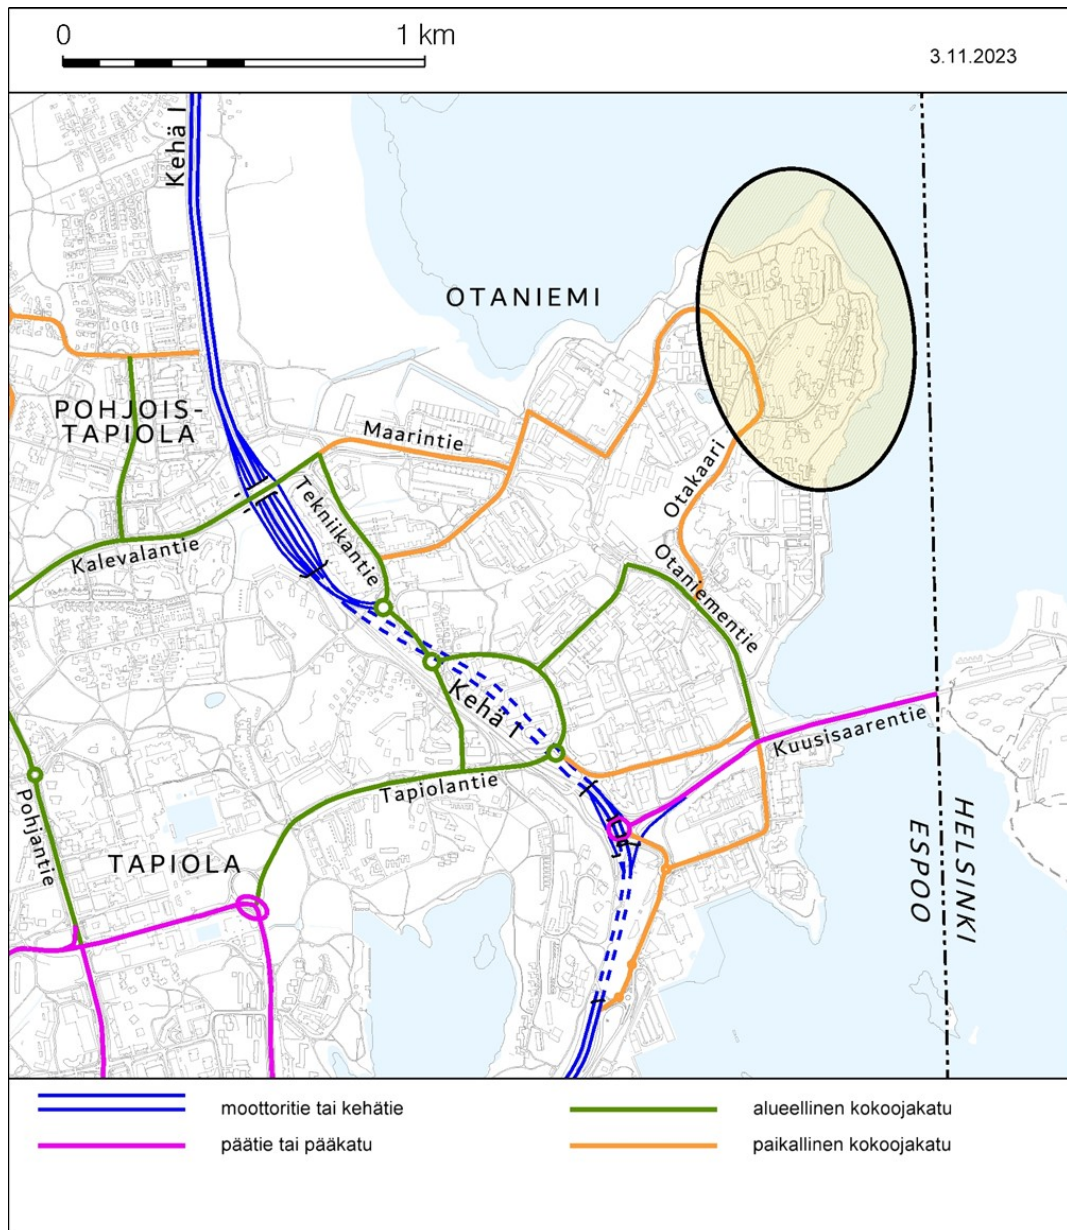 0 1 km
3.11.2023
Kehä I
OTANIEMI
POHJOIS-
TAPIOLA
Maarintie
Otakaari
Tekniikantie
Kalevalantie
Otaniementie
Kehä I
Kuusisaarentie
Tapiolantie
Pohjantie
TAPIOLA
HELSINKI
ESPOO
moottoritie tai kehätie
alueellinen kokoojakatu
päätie tai pääkatu
paikallinen kokoojakatu